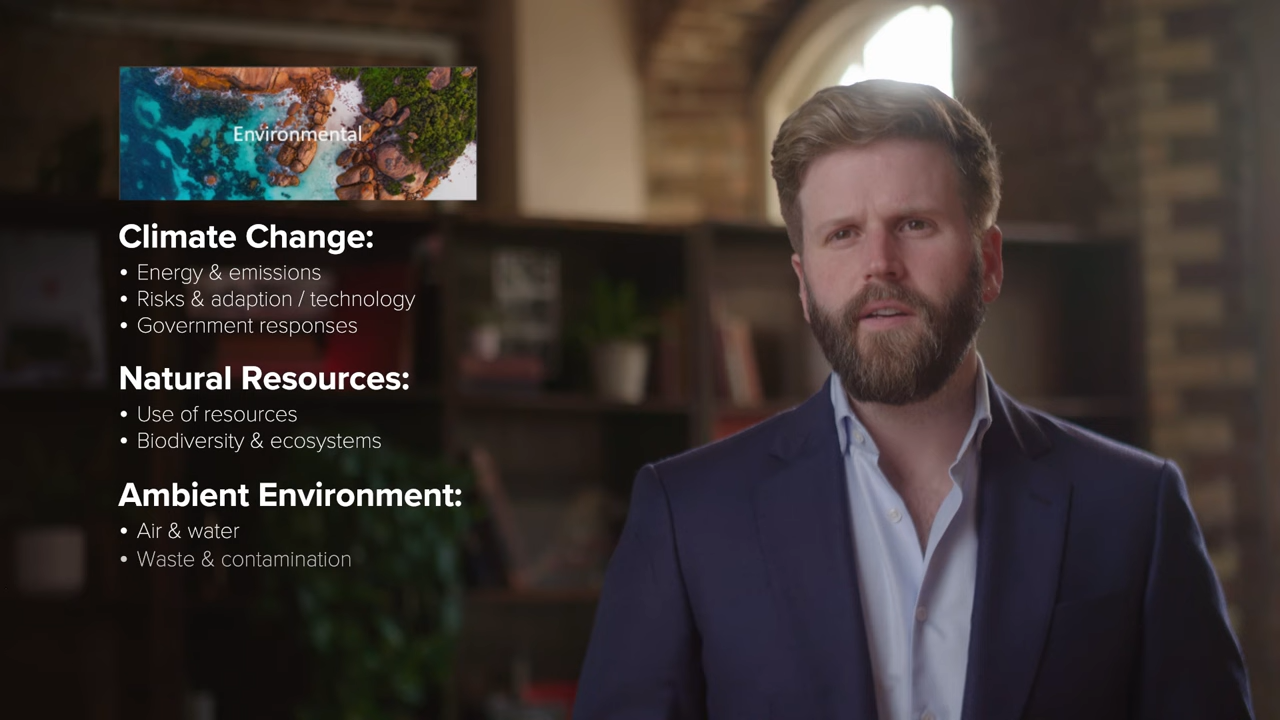 Environmental
Climate Change:
• Energy & emissions
• Risks & adaption / technology
• Government responses
Natural Resources:
• Use of resources
• Biodiversity & ecosystems
Ambient Environment:
• Air & water
• Waste & contamination